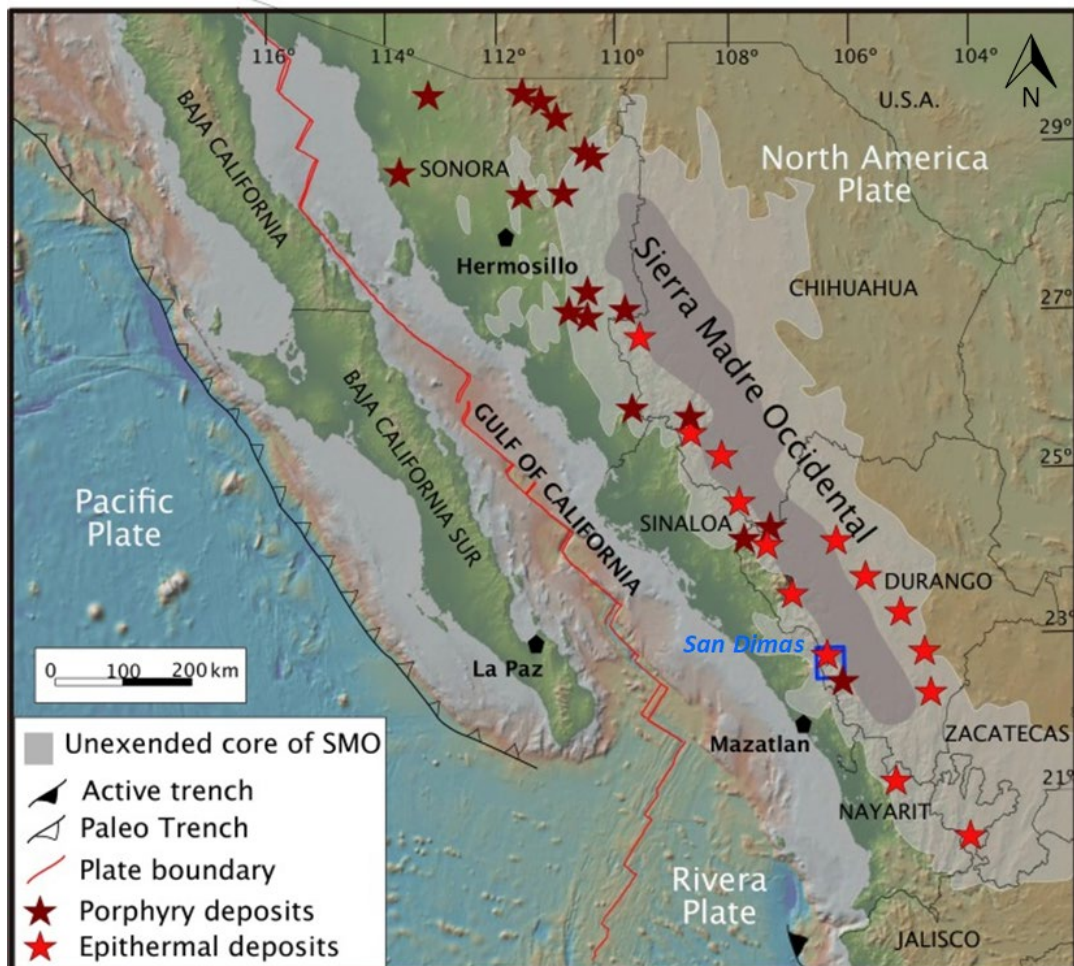 116°
114°
112°
110°
108°
106°
104°
N
U.S.A.
29°
North America
Plate
BAJA CALIFORNIA
SONORA
Hermosillo
Sierra Madre Occidental
CHIHUAHUA
27°
BAJA CALIFORNIA SUR
GULF OF CALIFORNIA
25°
Pacific
Plate
SINALOA
DURANGO
23°
San Dimas
0 100 200 km
La Paz
Mazatlan
ZACATECAS
21°
NAYARIT
Rivera
Plate
JALISCO
Unexended core of SMO
Active trench
Paleo Trench
Plate boundary
Porphyry deposits
Epithermal deposits